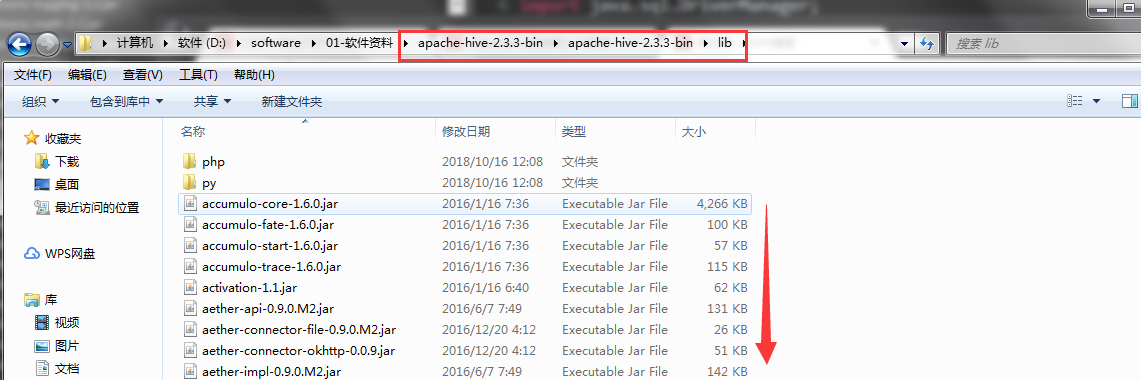 import java.sql.DriverManager;
计算机 软件 (D:) software 01-软件资料 apache-hive-2.3.3-bin apache-hive-2.3.3-bin lib 搜索 lib
文件(F) 编辑(E) 查看(V) 工具(T) 帮助(H)
组织 包含到库中 共享 新建文件夹
名称 修改日期 类型 大小
收藏夹
下载
桌面
最近访问的位置
WPS网盘
库
视频
图片
文档
php 2018/10/16 12:08 文件夹
py 2018/10/16 12:08 文件夹
accumulo-core-1.6.0.jar 2016/1/16 7:36 Executable Jar File 4,266 KB
accumulo-fate-1.6.0.jar 2016/1/16 7:36 Executable Jar File 100 KB
accumulo-start-1.6.0.jar 2016/1/16 7:36 Executable Jar File 57 KB
accumulo-trace-1.6.0.jar 2016/1/16 7:36 Executable Jar File 115 KB
activation-1.1.jar 2016/1/16 6:40 Executable Jar File 62 KB
aether-api-0.9.0.M2.jar 2016/6/7 7:49 Executable Jar File 131 KB
aether-connector-file-0.9.0.M2.jar 2016/12/20 4:12 Executable Jar File 26 KB
aether-connector-okhttp-0.0.9.jar 2016/12/20 4:12 Executable Jar File 51 KB
aether-impl-0.9.0.M2.jar 2016/6/7 7:49 Executable Jar File 142 KB